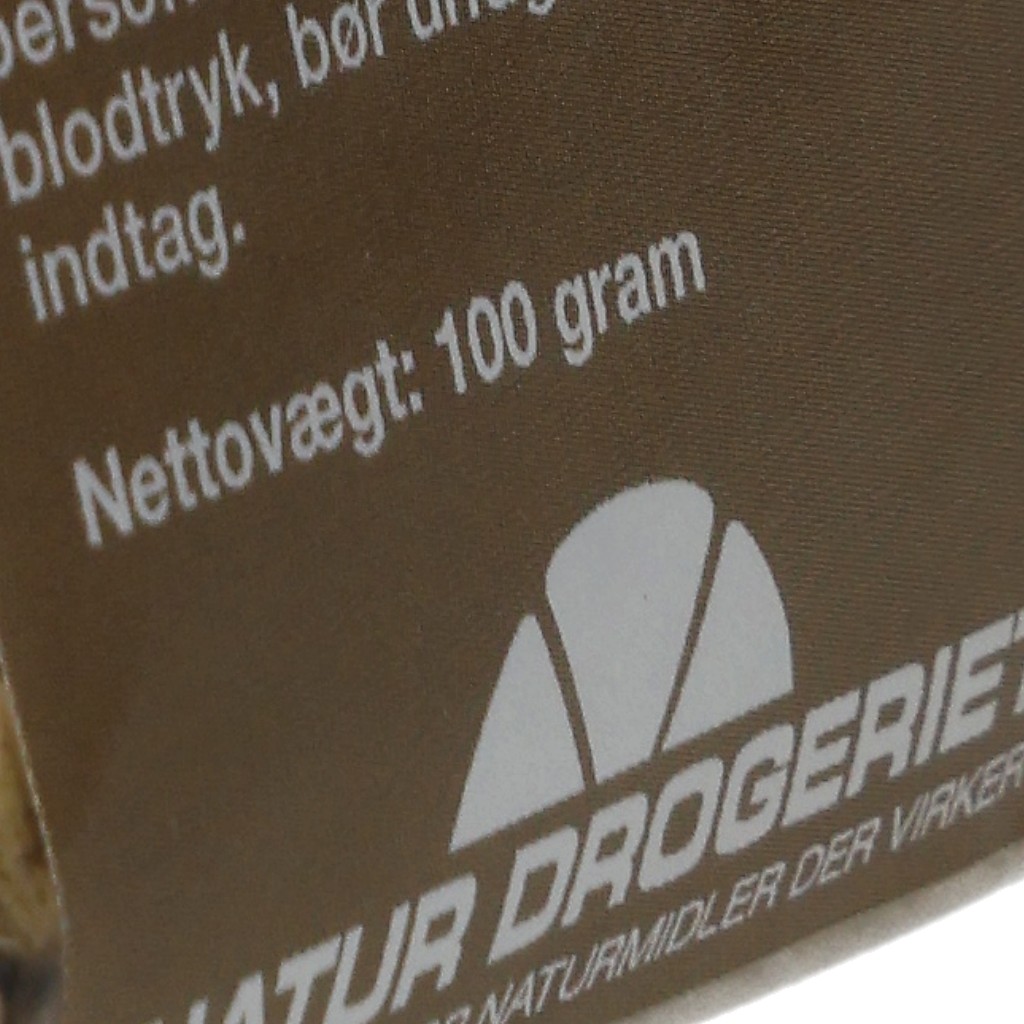 blodtryk, bør
indtag.
Nettovægt: 100 gram
NATUR DROGERIET
NATURMIDLER DER VIRKER